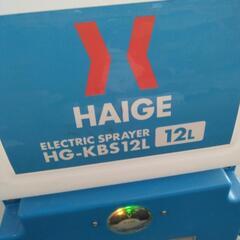 HAIGE
ELECTRIC SPRAYER
HG-KBS12L 12L